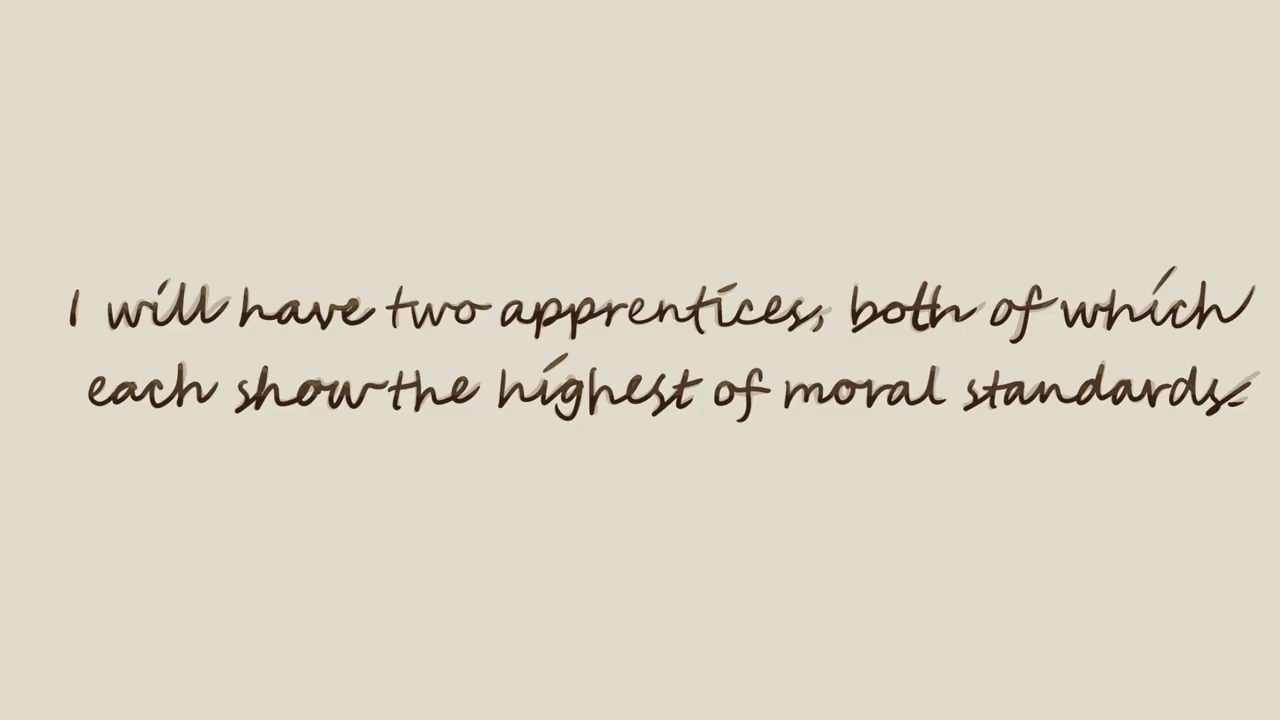 I will have two apprentices, both of which
each show the highest of moral standards.